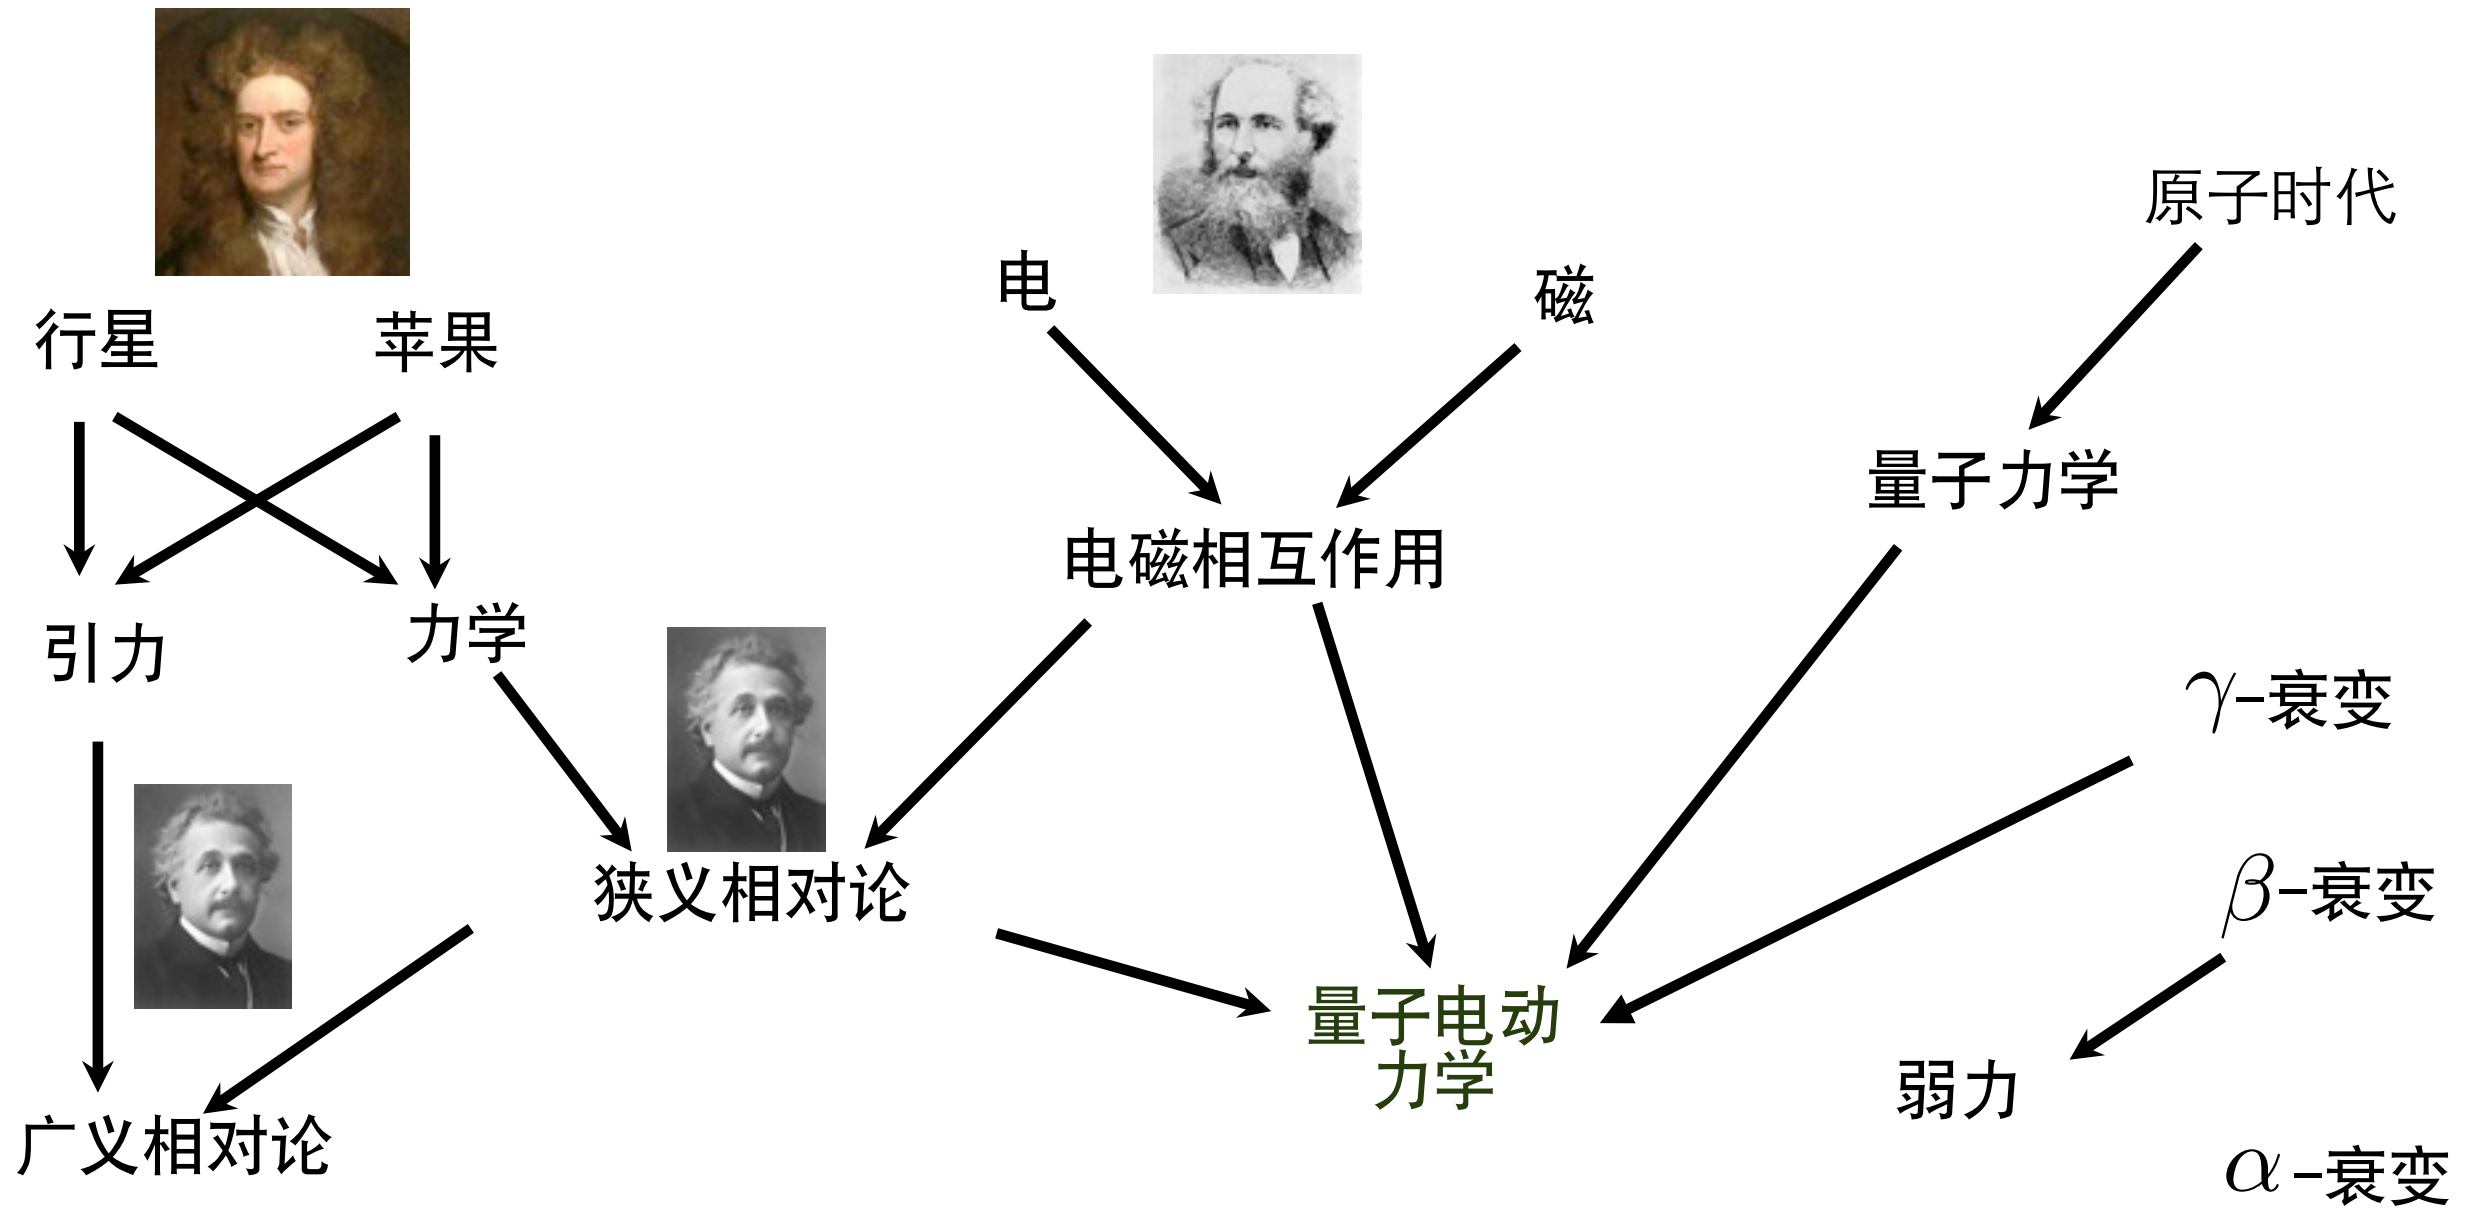 原子时代
电
磁
行星
苹果
量子力学
电磁相互作用
引力
力学
γ-衰变
狭义相对论
β-衰变
量子电动
力学
弱力
广义相对论
α-衰变